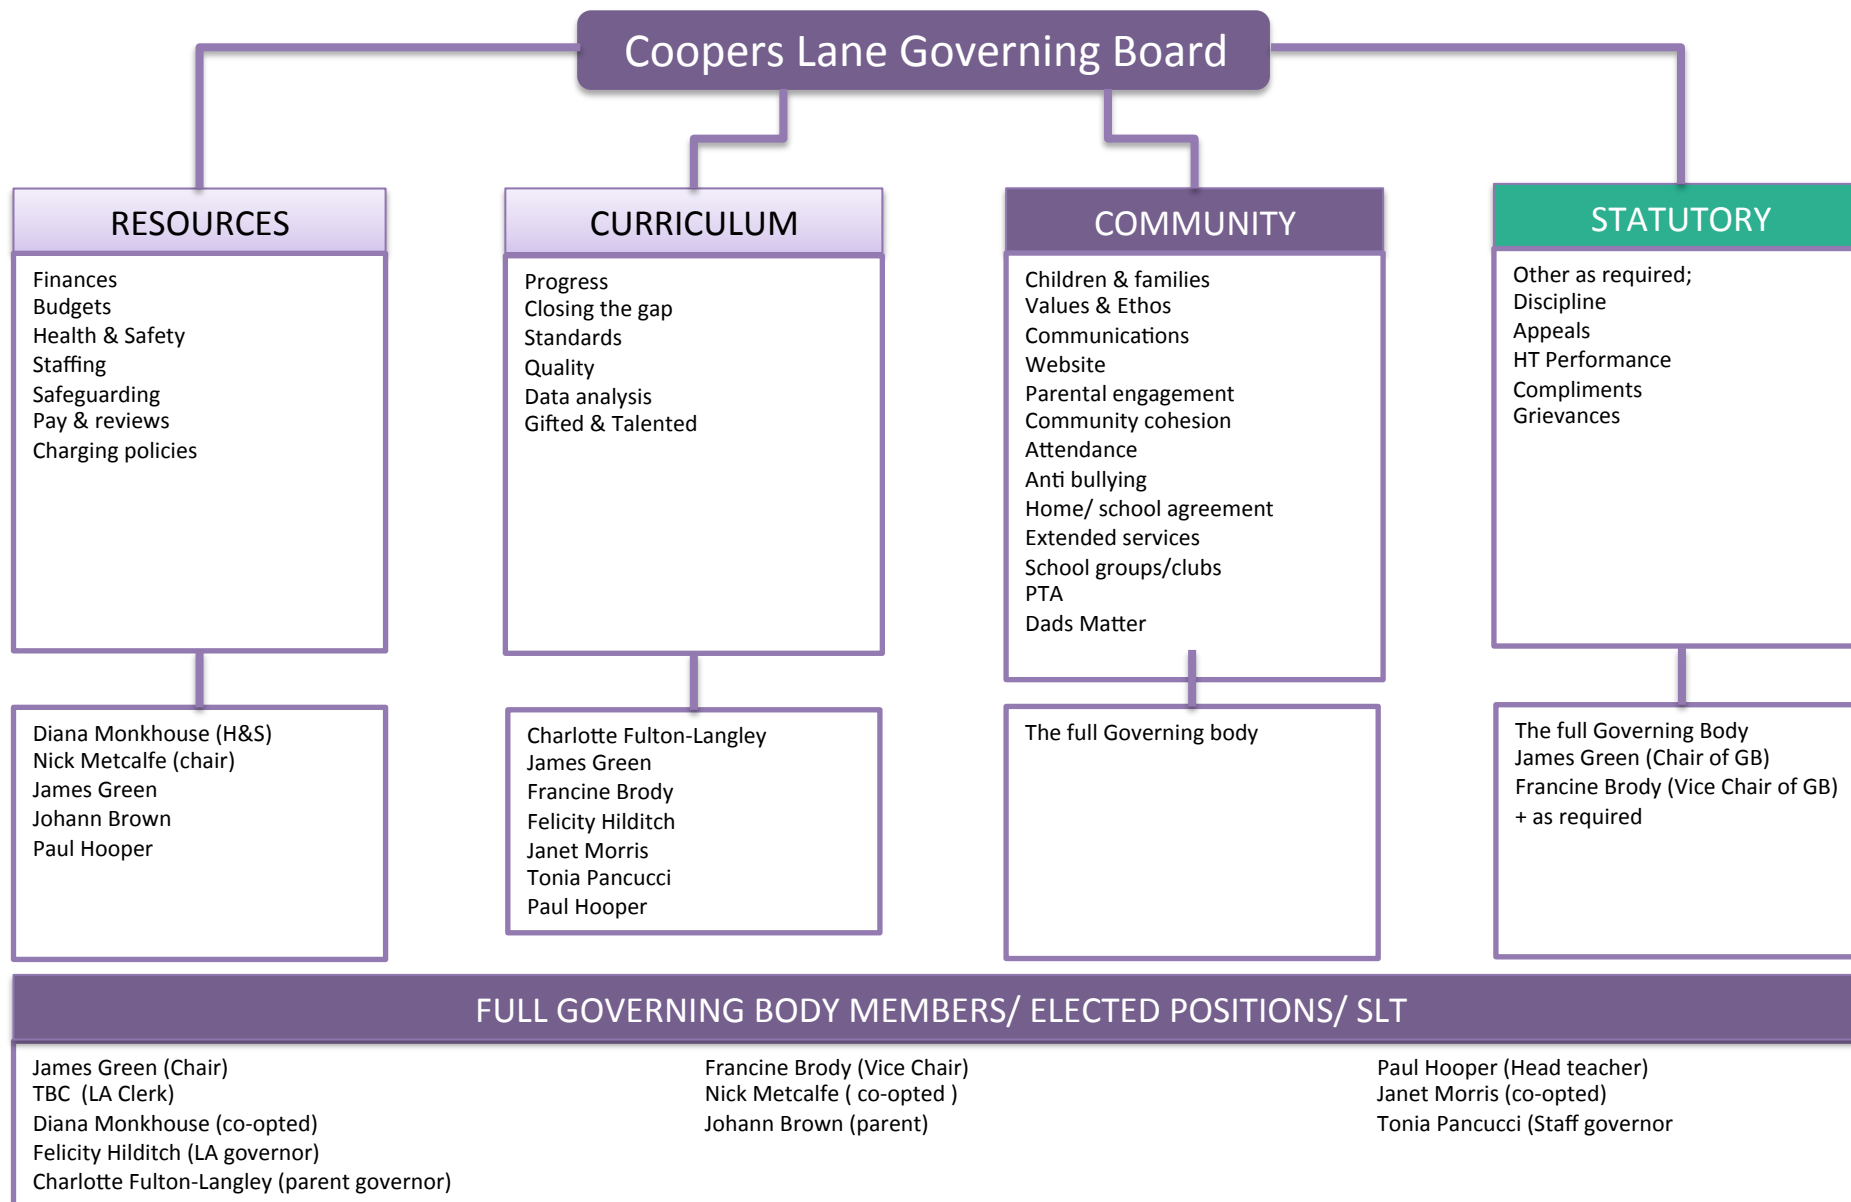 Coopers Lane Governing Board
RESOURCES
Finances
Budgets
Health & Safety
Staffing
Safeguarding
Pay & reviews
Charging policies
Diana Monkhouse (H&S)
Nick Metcalfe (chair)
James Green
Johann Brown
Paul Hooper
CURRICULUM
Progress
Closing the gap
Standards
Quality
Data analysis
Gifted & Talented
Charlotte Fulton-Langley
James Green
Francine Brody
Felicity Hilditch
Janet Morris
Tonia Pancucci
Paul Hooper
COMMUNITY
Children & families
Values & Ethos
Communications
Website
Parental engagement
Community cohesion
Attendance
Anti bullying
Home/ school agreement
Extended services
School groups/clubs
PTA
Dads Matter
The full Governing body
STATUTORY
Other as required;
Discipline
Appeals
HT Performance
Compliments
Grievances
The full Governing Body
James Green (Chair of GB)
Francine Brody (Vice Chair of GB)
+ as required
FULL GOVERNING BODY MEMBERS/ ELECTED POSITIONS/ SLT
James Green (Chair)
TBC  (LA Clerk)
Diana Monkhouse (co-opted)
Felicity Hilditch (LA governor)
Charlotte Fulton-Langley (parent governor)
Francine Brody (Vice Chair)
Nick Metcalfe ( co-opted )
Johann Brown (parent)
Paul Hooper (Head teacher)
Janet Morris (co-opted)
Tonia Pancucci (Staff governor